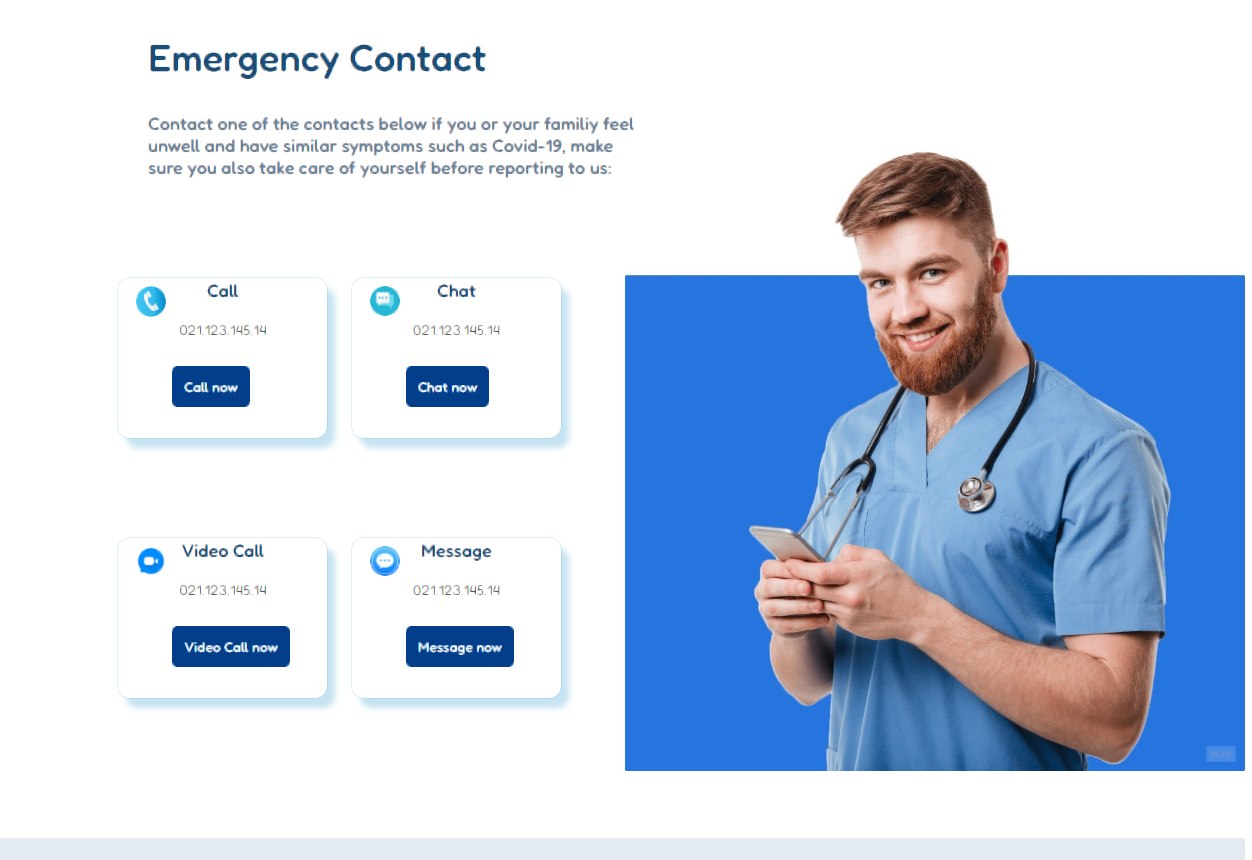 Emergency Contact
Contact one of the contacts below if you or your familiy feel
unwell and have similar symptoms such as Covid-19, make
sure you also take care of yourself before reporting to us:
Call
021.123.145.14
Call now
Chat
021.123.145.14
Chat now
Video Call
021.123.145.14
Video Call now
Message
021.123.145.14
Message now
miro